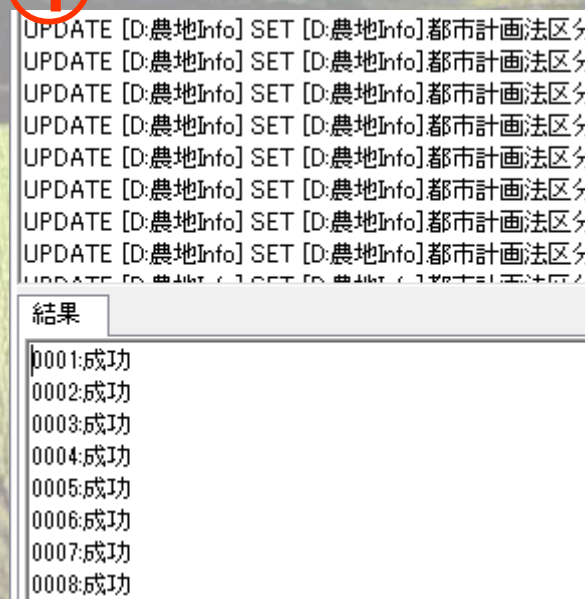 UPDATE [D:農地Info] SET [D:農地Info].都市計画法区分
UPDATE [D:農地Info] SET [D:農地Info].都市計画法区分
UPDATE [D:農地Info] SET [D:農地Info].都市計画法区分
UPDATE [D:農地Info] SET [D:農地Info].都市計画法区分
UPDATE [D:農地Info] SET [D:農地Info].都市計画法区分
UPDATE [D:農地Info] SET [D:農地Info].都市計画法区分
UPDATE [D:農地Info] SET [D:農地Info].都市計画法区分
UPDATE [D:農地Info] SET [D:農地Info].都市計画法区分
結果
0001:成功
0002:成功
0003:成功
0004:成功
0005:成功
0006:成功
0007:成功
0008:成功